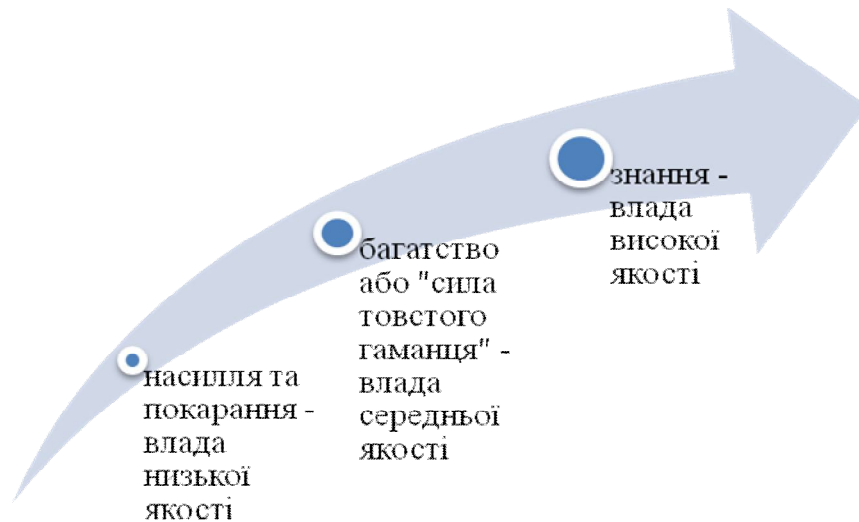 насилля та
покарання -
влада
низької
якості
багатство
або "сила
товстого
гаманця" -
влада
середньої
якості
знання -
влада
високої
якості